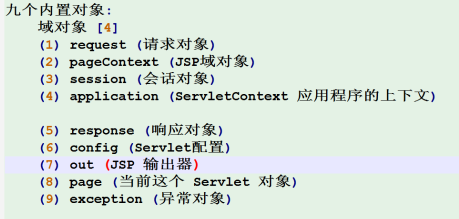 九个内置对象:
域对象 [4]
(1) request (请求对象)
(2) pageContext (JSP域对象)
(3) session (会话对象)
(4) application (ServletContext 应用程序的上下文)
(5) response (响应对象)
(6) config (Servlet配置)
(7) out (JSP 输出器)
(8) page (当前这个 Servlet 对象)
(9) exception (异常对象)